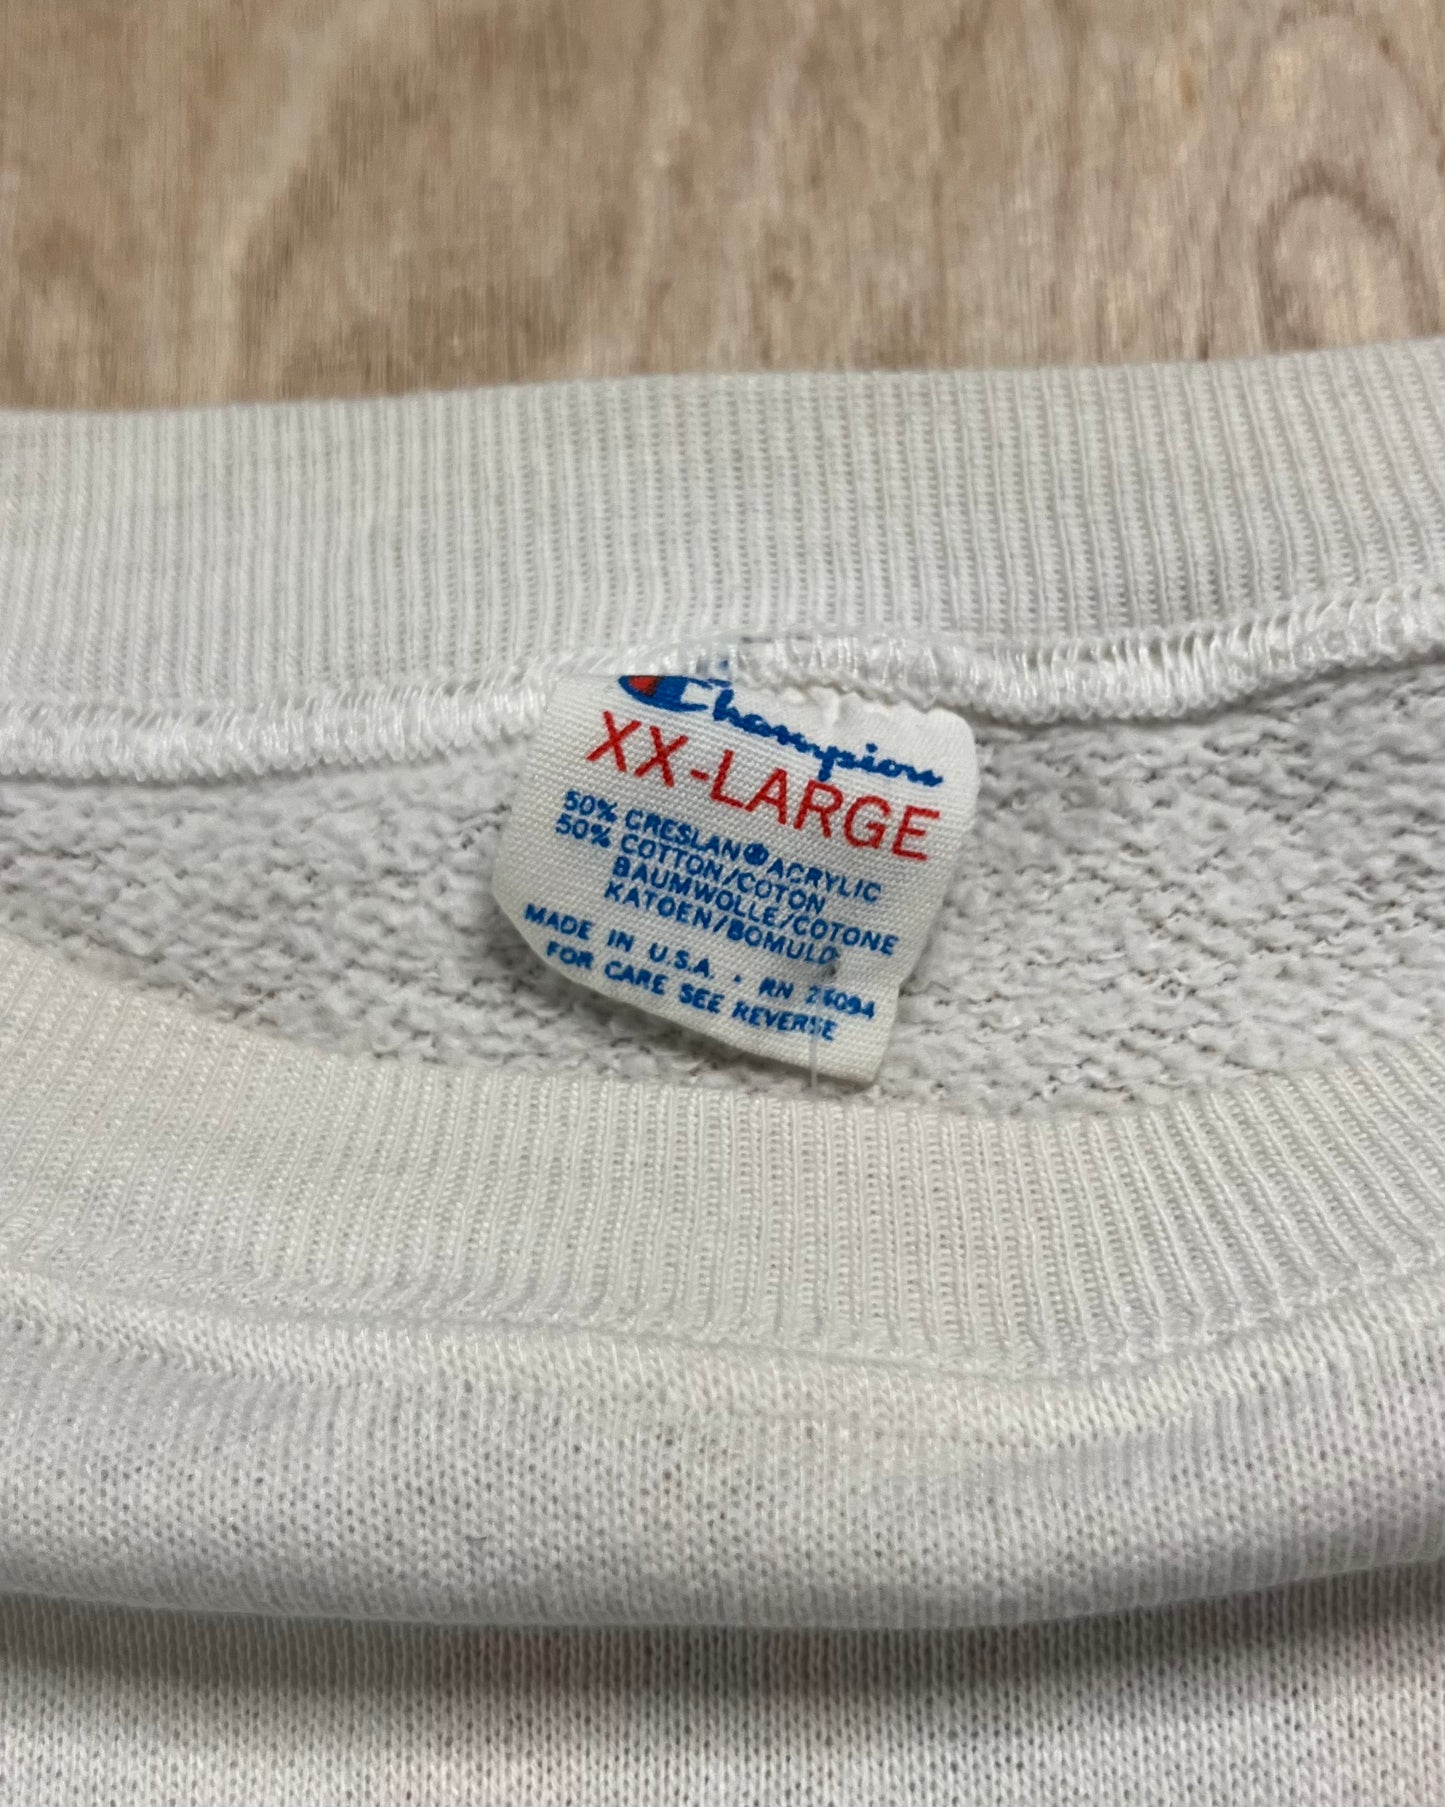 Champion
XX-LARGE
50% CRESLAN® ACRYLIC
50% COTTON/COTON
BAUMWOLLE/COTONE
KATOEN/BOMULD
MADE IN U.S.A. • RN 26094
FOR CARE SEE REVERSE